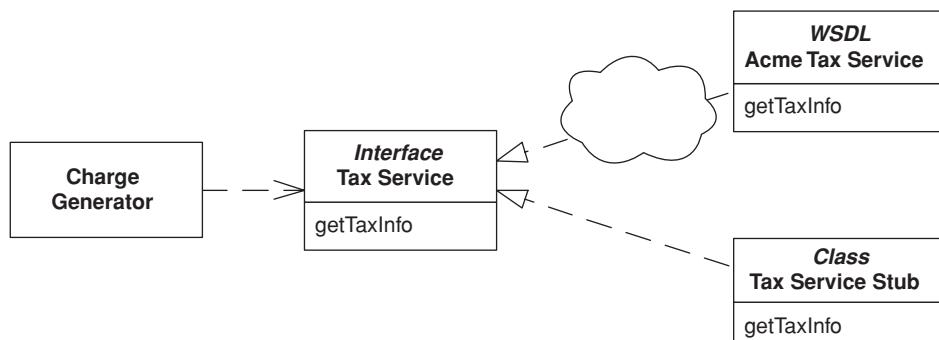 WSDL
Acme Tax Service
getTaxInfo
Interface
Tax Service
getTaxInfo
Charge
Generator
Class
Tax Service Stub
getTaxInfo